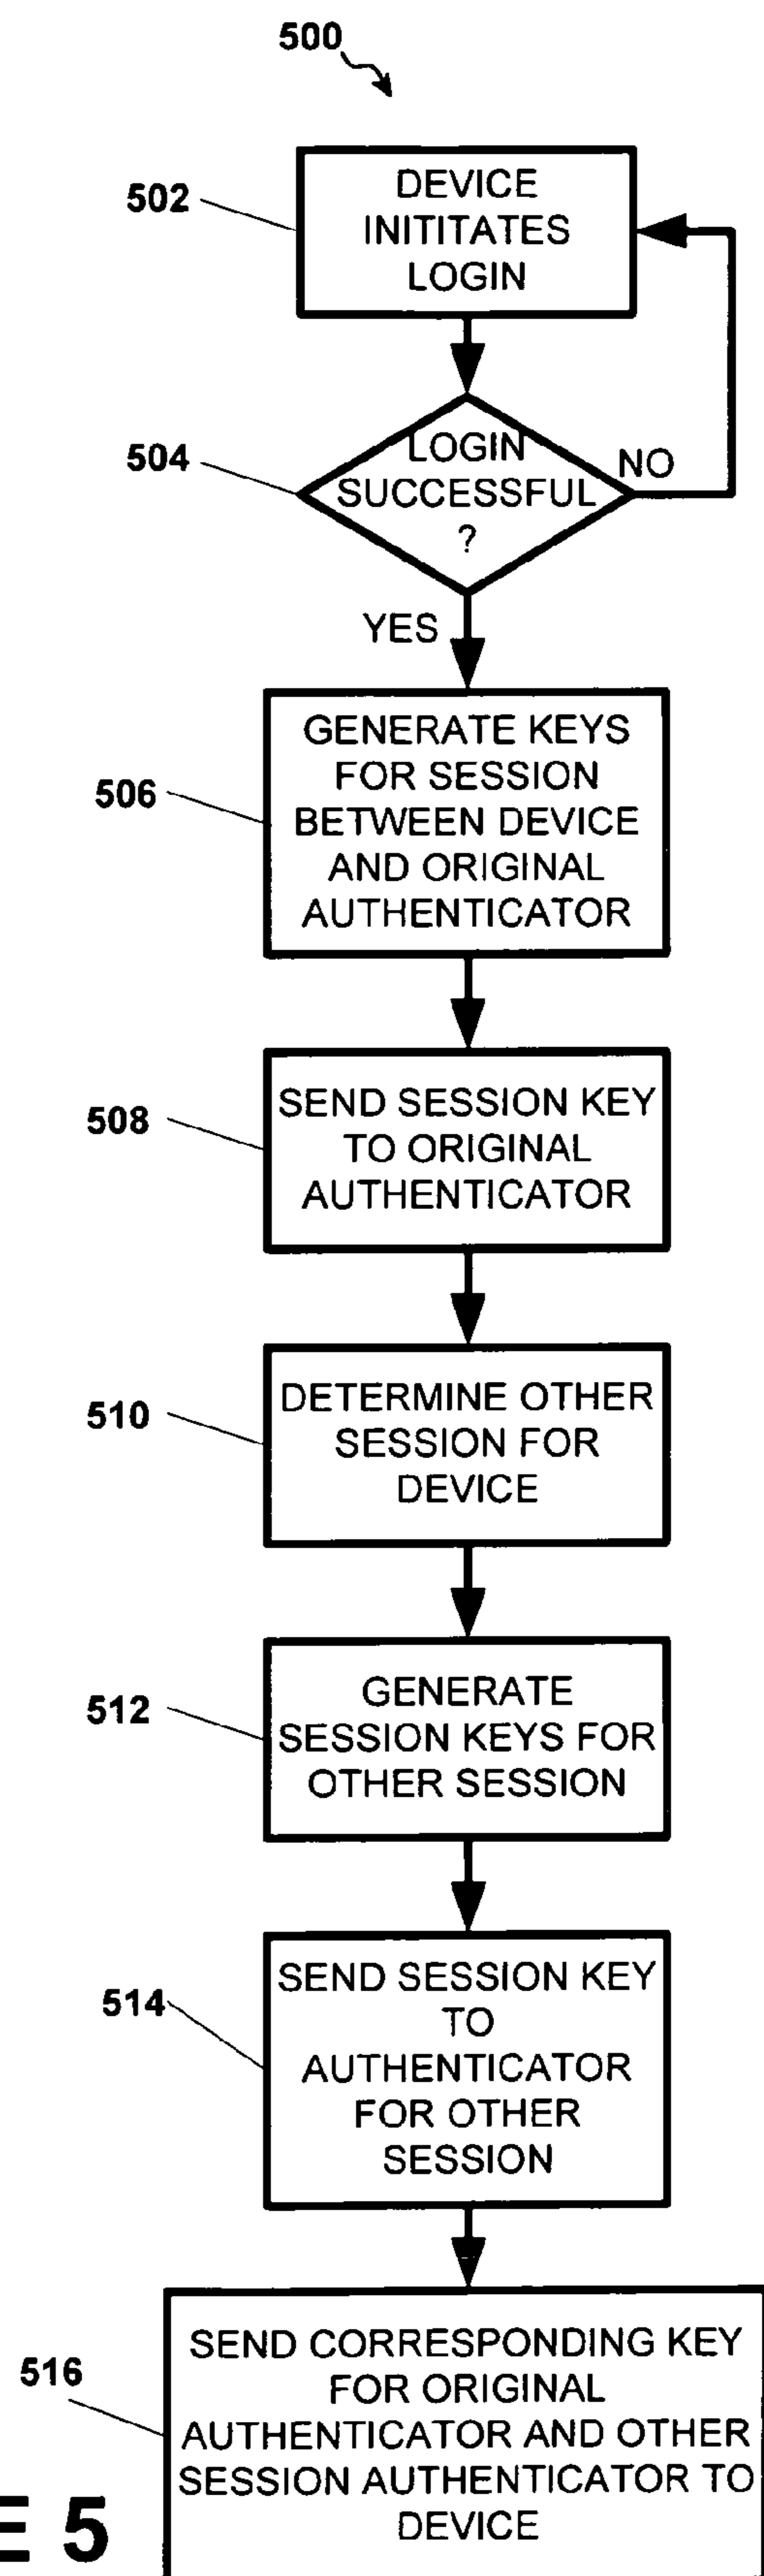 500
502
DEVICE
INITITATES
LOGIN
504
LOGIN
SUCCESSFUL
?
NO
YES
506
GENERATE KEYS
FOR SESSION
BETWEEN DEVICE
AND ORIGINAL
AUTHENTICATOR
508
SEND SESSION KEY
TO ORIGINAL
AUTHENTICATOR
510
DETERMINE OTHER
SESSION FOR
DEVICE
512
GENERATE
SESSION KEYS FOR
OTHER SESSION
514
SEND SESSION KEY
TO
AUTHENTICATOR
FOR OTHER
SESSION
516
SEND CORRESPONDING KEY
FOR ORIGINAL
AUTHENTICATOR AND OTHER
SESSION AUTHENTICATOR TO
DEVICE
E 5